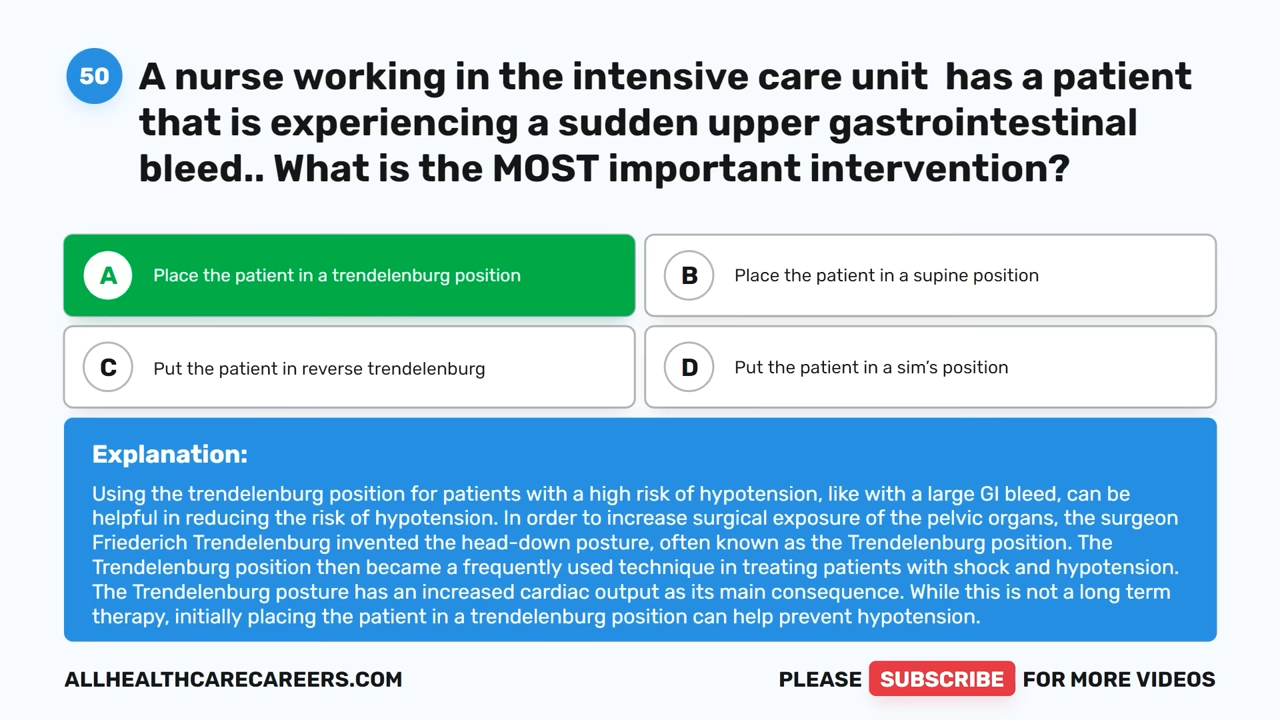 50
A nurse working in the intensive care unit  has a patient
that is experiencing a sudden upper gastrointestinal
bleed.. What is the MOST important intervention?
A Place the patient in a trendelenburg position
B Place the patient in a supine position
C Put the patient in reverse trendelenburg
D Put the patient in a sim's position
Explanation:
Using the trendelenburg position for patients with a high risk of hypotension, like with a large GI bleed, can be
helpful in reducing the risk of hypotension. In order to increase surgical exposure of the pelvic organs, the surgeon
Friederich Trendelenburg invented the head-down posture, often known as the Trendelenburg position. The
Trendelenburg position then became a frequently used technique in treating patients with shock and hypotension.
The Trendelenburg posture has an increased cardiac output as its main consequence. While this is not a long term
therapy, initially placing the patient in a trendelenburg position can help prevent hypotension.
ALLHEALTHCARECAREERS.COM
PLEASE SUBSCRIBE FOR MORE VIDEOS